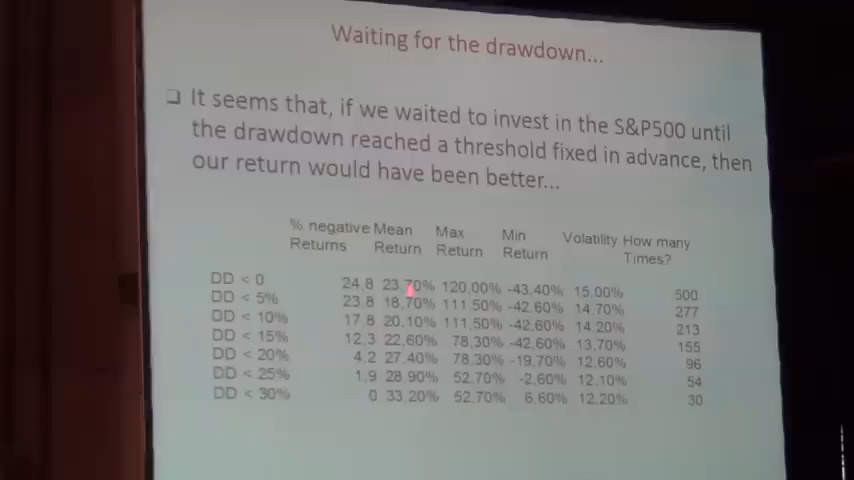 Waiting for the drawdown...
❑ It seems that, if we waited to invest in the S&P500 until
the drawdown reached a threshold fixed in advance, then
our return would have been better...
% negative Mean Max Min Volatility How many
Returns Return Return Return Times?
DD < 0 24,8 23,70% 120,00% -43,40% 15,00% 500
DD < 5% 23,8 18,70% 111,50% -42,60% 14,70% 277
DD < 10% 17,8 20,10% 111,50% -42,60% 14,20% 213
DD < 15% 12,3 22,60% 78,30% -42,60% 13,70% 155
DD < 20% 4,2 27,40% 78,30% -19,70% 12,60% 96
DD < 25% 1,9 28,90% 52,70% -2,60% 12,10% 54
DD < 30% 0 33,20% 52,70% 6,60% 12,20% 30